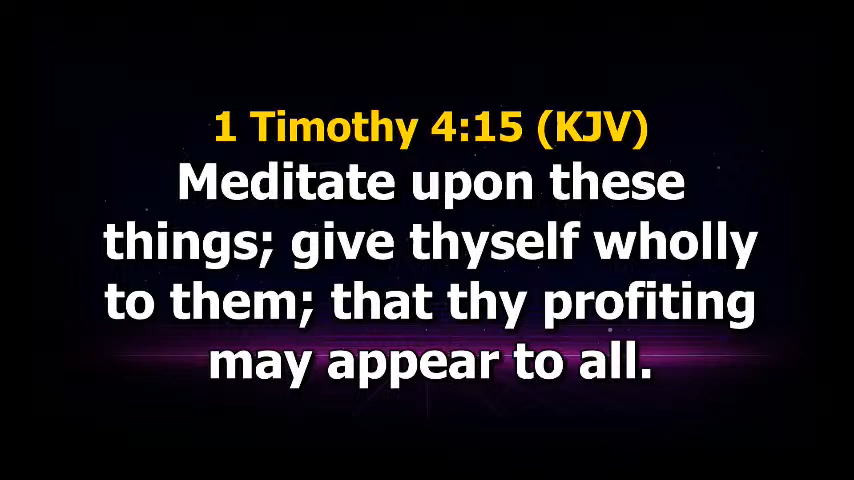 1 Timothy 4:15 (KJV)
Meditate upon these
things; give thyself wholly
to them; that thy profiting
may appear to all.